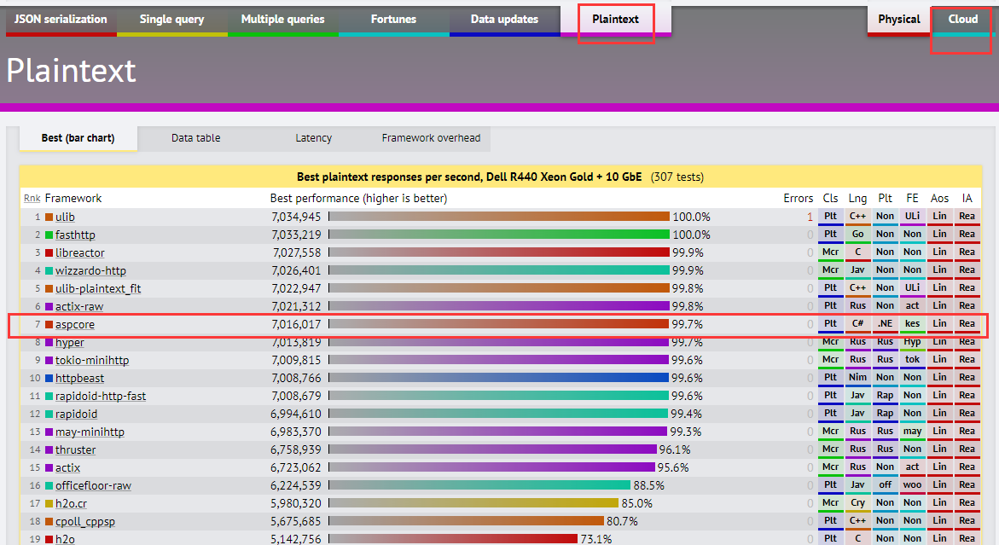 JSON serialization Single query Multiple queries Fortunes Data updates Plaintext Physical Cloud
Plaintext
Best (bar chart) Data table Latency Framework overhead
Best plaintext responses per second, Dell R440 Xeon Gold + 10 GbE (307 tests)
Rnk Framework Best performance (higher is better) Errors Cls Lng Plt FE Aos IA
1 ulib 7,034,945 100.0% 1 Plt C++ Non ULi Lin Rea
2 fasthttp 7,033,219 100.0% 0 Plt Go Non Non Lin Rea
3 libreactor 7,027,558 99.9% 0 Mcr C Non Non Lin Rea
4 wizzardo-http 7,026,401 99.9% 0 Mcr Jav Non Non Lin Rea
5 ulib-plaintext_fit 7,022,947 99.8% 0 Plt C++ Non ULi Lin Rea
6 actix-raw 7,021,312 99.8% 0 Plt Rus Non act Lin Rea
7 aspcore 7,016,017 99.7% 0 Plt C# .NE kes Lin Rea
8 hyper 7,013,819 99.7% 0 Mcr Rus Rus Hyp Lin Rea
9 tokio-minihttp 7,009,815 99.6% 0 Mcr Rus Rus tok Lin Rea
10 httpbeast 7,008,766 99.6% 0 Plt Nim Non Non Lin Rea
11 rapidoid-http-fast 7,008,679 99.6% 0 Plt Jav Rap Non Lin Rea
12 rapidoid 6,994,610 99.4% 0 Plt Jav Rap Non Lin Rea
13 may-minihttp 6,983,370 99.3% 0 Mcr Rus Rus may Lin Rea
14 thruster 6,758,939 96.1% 0 Mcr Rus Rus Non Lin Rea
15 actix 6,723,062 95.6% 0 Mcr Rus Non act Lin Rea
16 officefloor-raw 6,224,539 88.5% 0 Plt Jav off woo Lin Rea
17 h2o.cr 5,980,320 85.0% 0 Mcr Cry Non Non Lin Rea
18 cpoll_cppsp 5,675,685 80.7% 0 Plt C++ Non Non Lin Rea
19 h2o 5,142,756 73.1% 0 Plt C Non Non Lin Rea